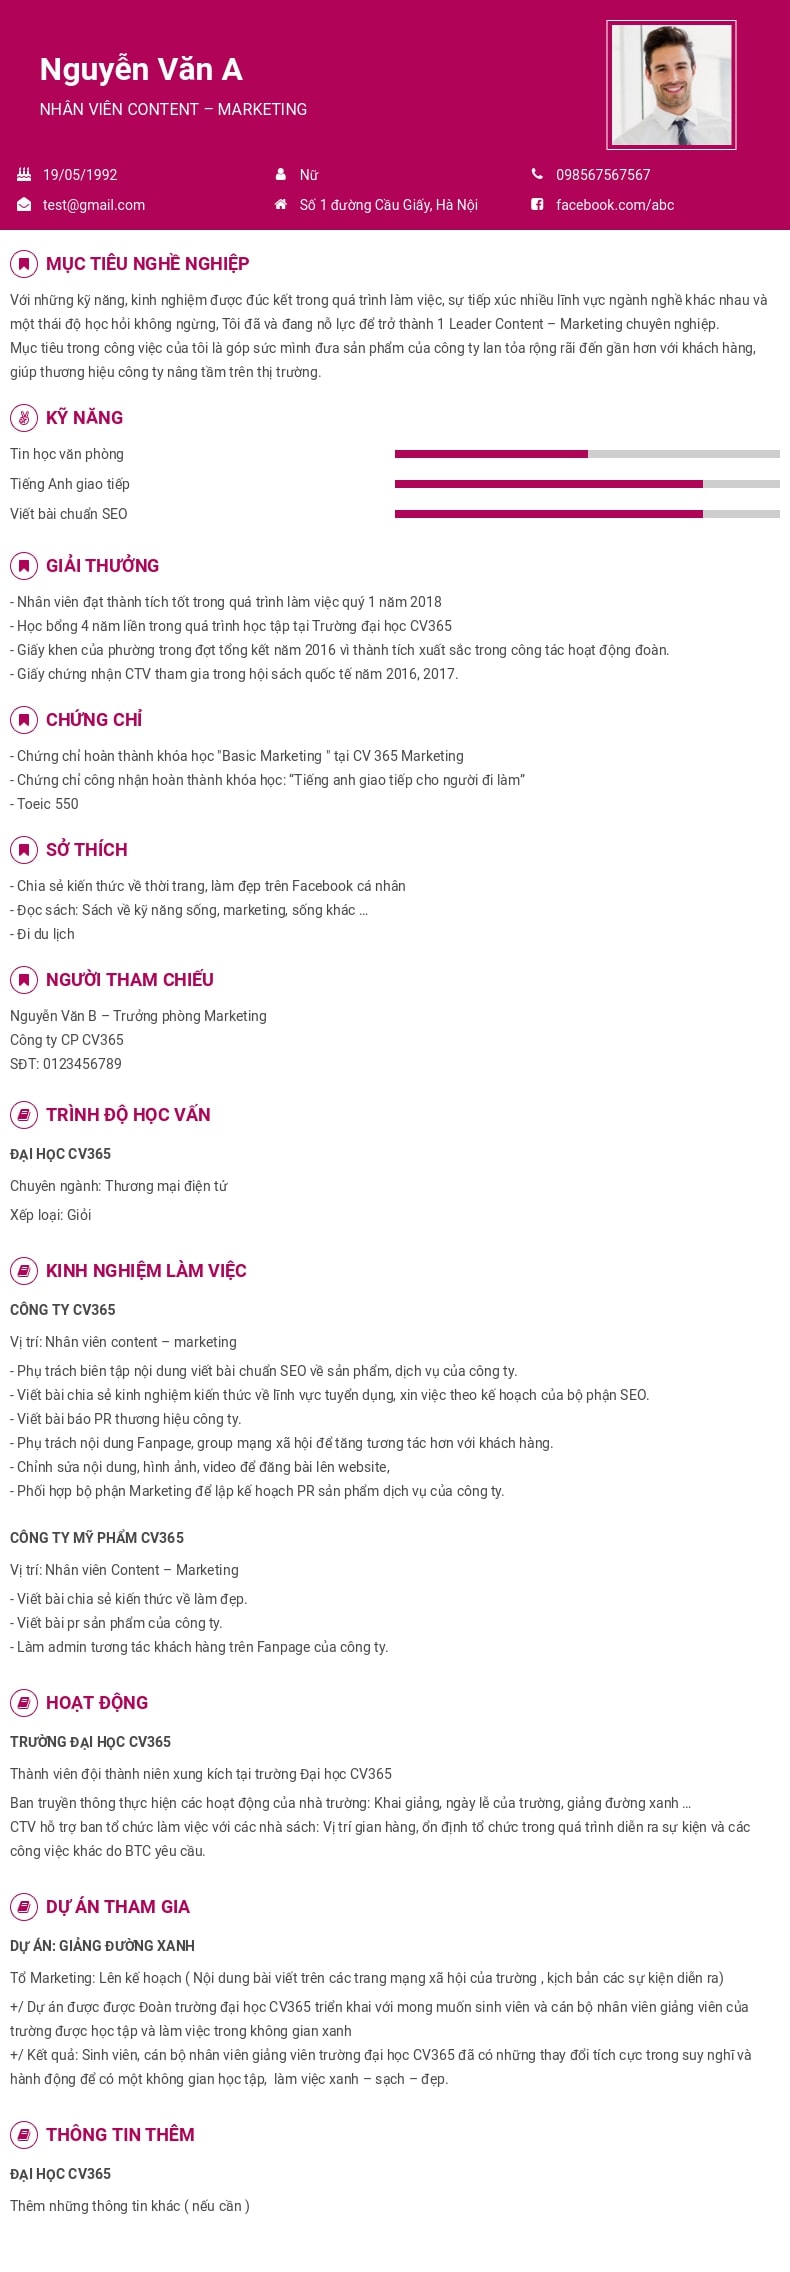 Nguyễn Văn A
NHÂN VIÊN CONTENT – MARKETING
19/05/1992
Nữ
098567567567
test@gmail.com
Số 1 đường Cầu Giấy, Hà Nội
facebook.com/abc
MỤC TIÊU NGHỀ NGHIỆP
Với những kỹ năng, kinh nghiệm được đúc kết trong quá trình làm việc, sự tiếp xúc nhiều lĩnh vực ngành nghề khác nhau và
một thái độ học hỏi không ngừng, Tôi đã và đang nỗ lực để trở thành 1 Leader Content – Marketing chuyên nghiệp.
Mục tiêu trong công việc của tôi là góp sức mình đưa sản phẩm của công ty lan tỏa rộng rãi đến gần hơn với khách hàng,
giúp thương hiệu công ty nâng tầm trên thị trường.
KỸ NĂNG
Tin học văn phòng
Tiếng Anh giao tiếp
Viết bài chuẩn SEO
GIẢI THƯỞNG
- Nhân viên đạt thành tích tốt trong quá trình làm việc quý 1 năm 2018
- Học bổng 4 năm liền trong quá trình học tập tại Trường đại học CV365
- Giấy khen của phường trong đợt tổng kết năm 2016 vì thành tích xuất sắc trong công tác hoạt động đoàn.
- Giấy chứng nhận CTV tham gia trong hội sách quốc tế năm 2016, 2017.
CHỨNG CHỈ
- Chứng chỉ hoàn thành khóa học "Basic Marketing " tại CV 365 Marketing
- Chứng chỉ công nhận hoàn thành khóa học: “Tiếng anh giao tiếp cho người đi làm”
- Toeic 550
SỞ THÍCH
- Chia sẻ kiến thức về thời trang, làm đẹp trên Facebook cá nhân
- Đọc sách: Sách về kỹ năng sống, marketing, sống khác ...
- Đi du lịch
NGƯỜI THAM CHIẾU
Nguyễn Văn B – Trưởng phòng Marketing
Công ty CP CV365
SĐT: 0123456789
TRÌNH ĐỘ HỌC VẤN
ĐẠI HỌC CV365
Chuyên ngành: Thương mại điện tử
Xếp loại: Giỏi
KINH NGHIỆM LÀM VIỆC
CÔNG TY CV365
Vị trí: Nhân viên content – marketing
- Phụ trách biên tập nội dung viết bài chuẩn SEO về sản phẩm, dịch vụ của công ty.
- Viết bài chia sẻ kinh nghiệm kiến thức về lĩnh vực tuyển dụng, xin việc theo kế hoạch của bộ phận SEO.
- Viết bài báo PR thương hiệu công ty.
- Phụ trách nội dung Fanpage, group mạng xã hội để tăng tương tác hơn với khách hàng.
- Chỉnh sửa nội dung, hình ảnh, video để đăng bài lên website,
- Phối hợp bộ phận Marketing để lập kế hoạch PR sản phẩm dịch vụ của công ty.
CÔNG TY MỸ PHẨM CV365
Vị trí: Nhân viên Content – Marketing
- Viết bài chia sẻ kiến thức về làm đẹp.
- Viết bài pr sản phẩm của công ty.
- Làm admin tương tác khách hàng trên Fanpage của công ty.
HOẠT ĐỘNG
TRƯỜNG ĐẠI HỌC CV365
Thành viên đội thành niên xung kích tại trường Đại học CV365
Ban truyền thông thực hiện các hoạt động của nhà trường: Khai giảng, ngày lễ của trường, giảng đường xanh ...
CTV hỗ trợ ban tổ chức làm việc với các nhà sách: Vị trí gian hàng, ổn định tổ chức trong quá trình diễn ra sự kiện và các
công việc khác do BTC yêu cầu.
DỰ ÁN THAM GIA
DỰ ÁN: GIẢNG ĐƯỜNG XANH
Tổ Marketing: Lên kế hoạch ( Nội dung bài viết trên các trang mạng xã hội của trường , kịch bản các sự kiện diễn ra)
+/ Dự án được được Đoàn trường đại học CV365 triển khai với mong muốn sinh viên và cán bộ nhân viên giảng viên của
trường được học tập và làm việc trong không gian xanh
+/ Kết quả: Sinh viên, cán bộ nhân viên giảng viên trường đại học CV365 đã có những thay đổi tích cực trong suy nghĩ và
hành động để có một không gian học tập,  làm việc xanh – sạch – đẹp.
THÔNG TIN THÊM
ĐẠI HỌC CV365
Thêm những thông tin khác ( nếu cần )